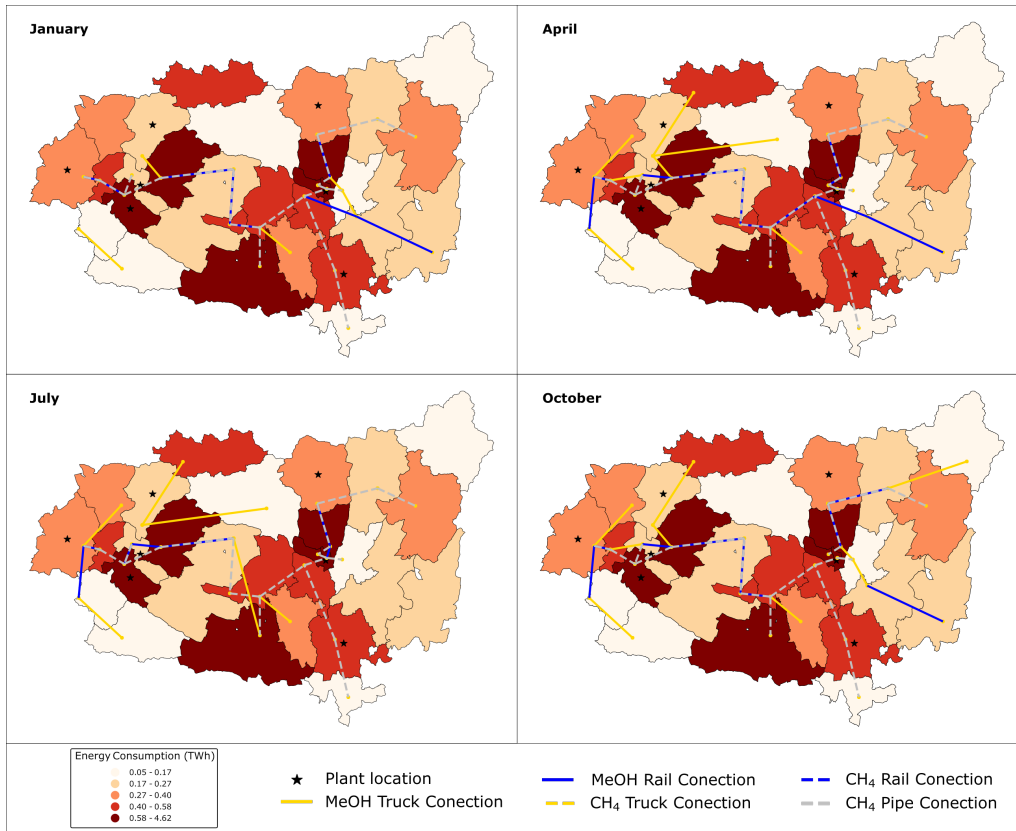 January
April
July
October
Energy Consumption (TWh)
0.05 - 0.17
0.17 - 0.27
0.27 - 0.40
0.40 - 0.58
0.58 - 4.62
Plant location
MeOH Truck Conection
MeOH Rail Conection
CH₄ Truck Conection
CH₄ Rail Conection
CH₄ Pipe Conection